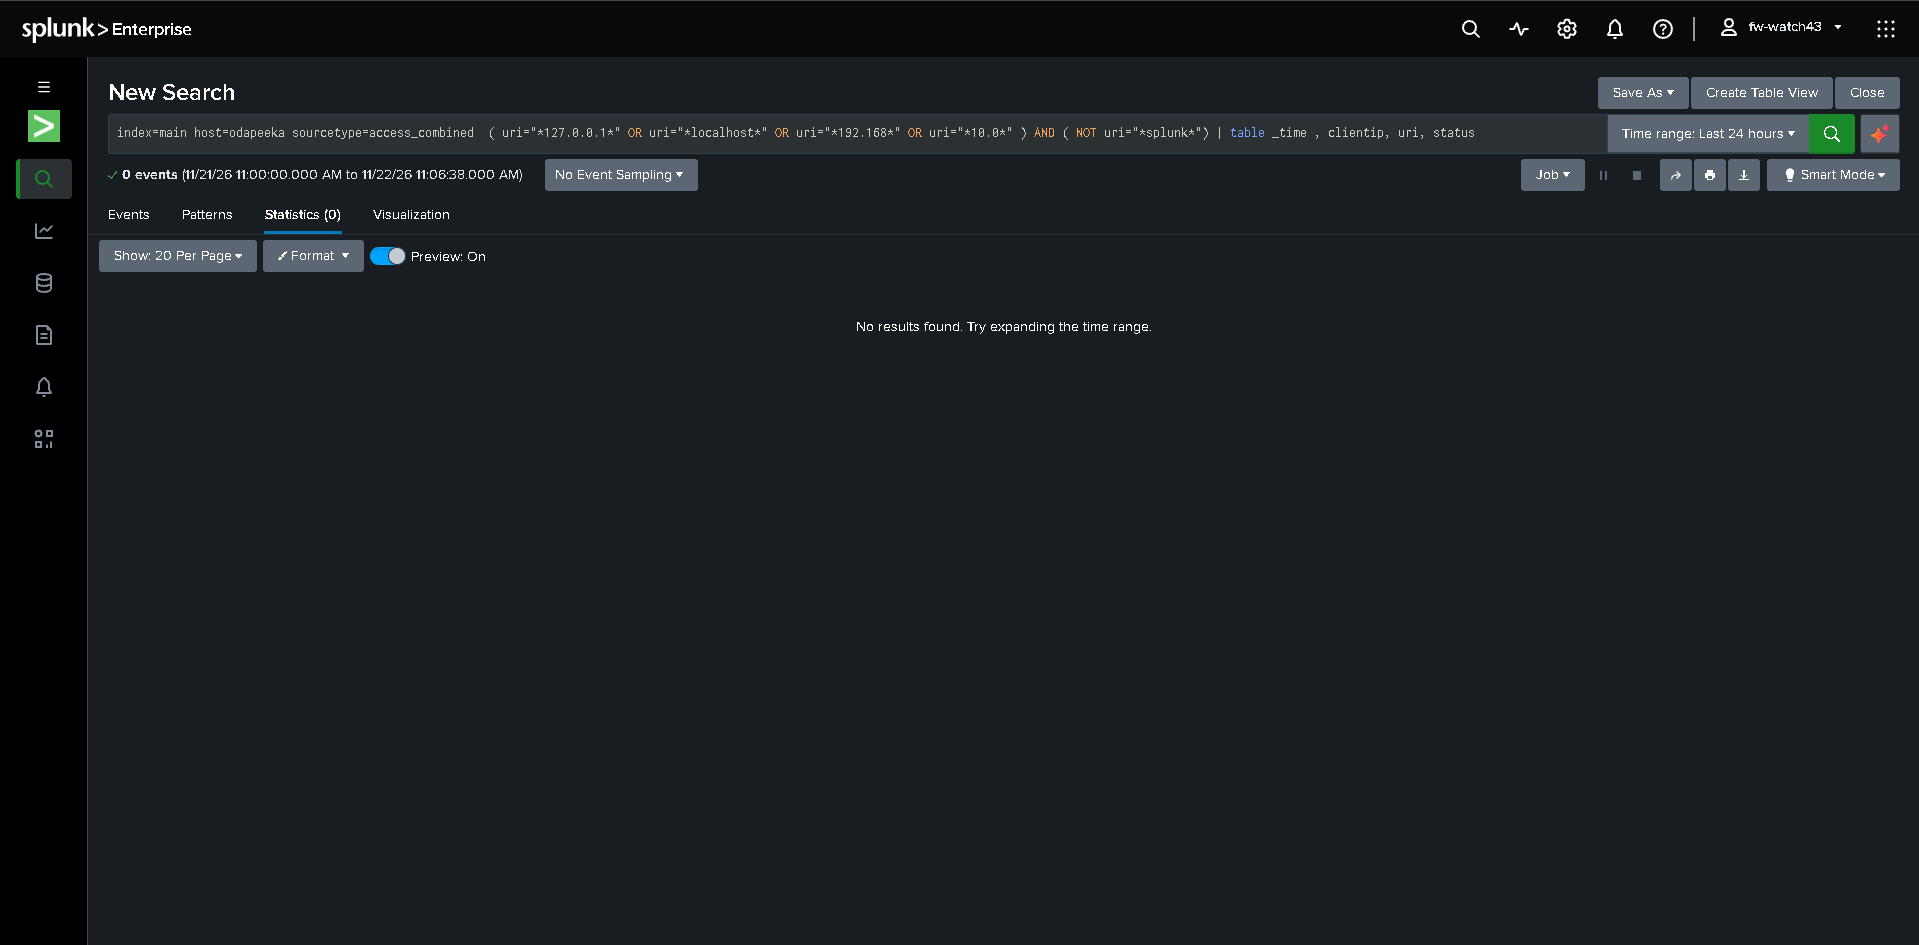 splunk> Enterprise
fw-watch43
New Search
Save As
Create Table View
Close
index=main host=odapeeka sourcetype=access_combined  ( uri="*127.0.0.1*" OR uri="*localhost*" OR uri="*192.168*" OR uri="*10.0*" ) AND ( NOT uri="*splunk*") | table _time , clientip, uri, status
Time range: Last 24 hours
0 events (11/21/26 11:00:00.000 AM to 11/22/26 11:06:38.000 AM)
No Event Sampling
Job
Smart Mode
Events
Patterns
Statistics (0)
Visualization
Show: 20 Per Page
Format
Preview: On
No results found. Try expanding the time range.